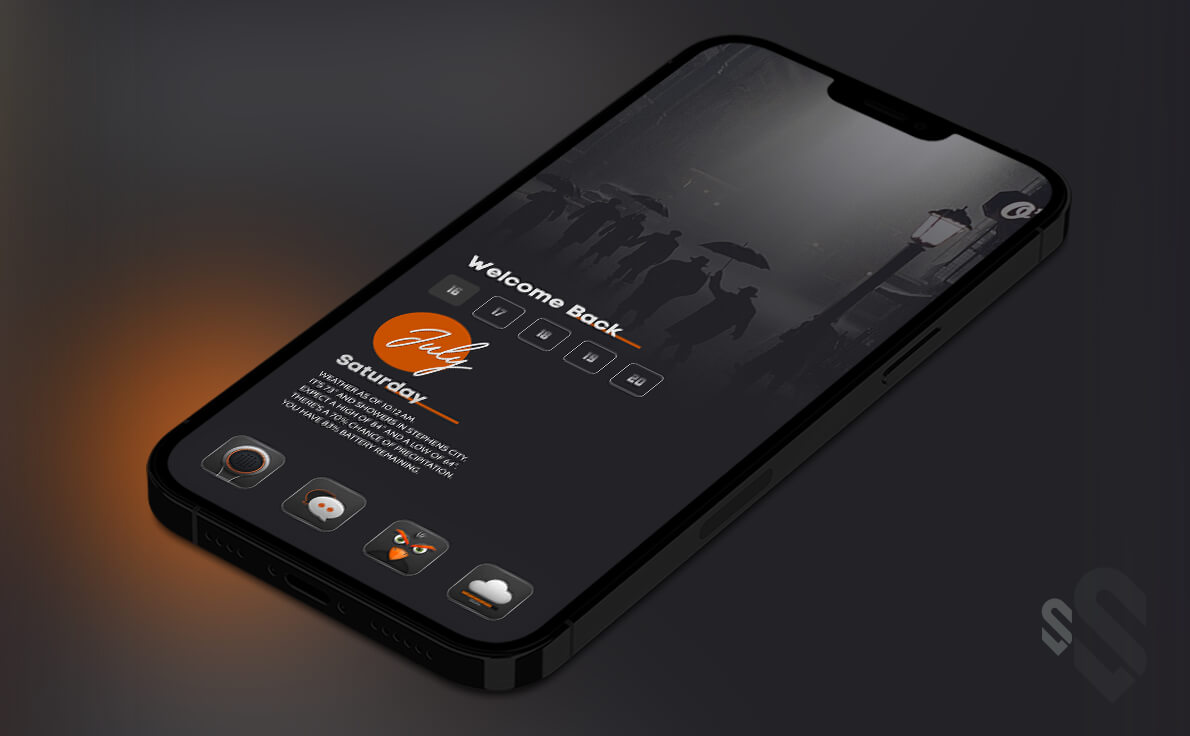 Welcome Back
16 17 18 19 20
July
Saturday
WEATHER AS OF 10:12 AM.
IT'S 73° AND SHOWERS IN STEPHENS CITY.
EXPECT A HIGH OF 84° AND A LOW OF 64°.
THERE'S A 70% CHANCE OF PRECIPITATION.
YOU HAVE 83% BATTERY REMAINING.